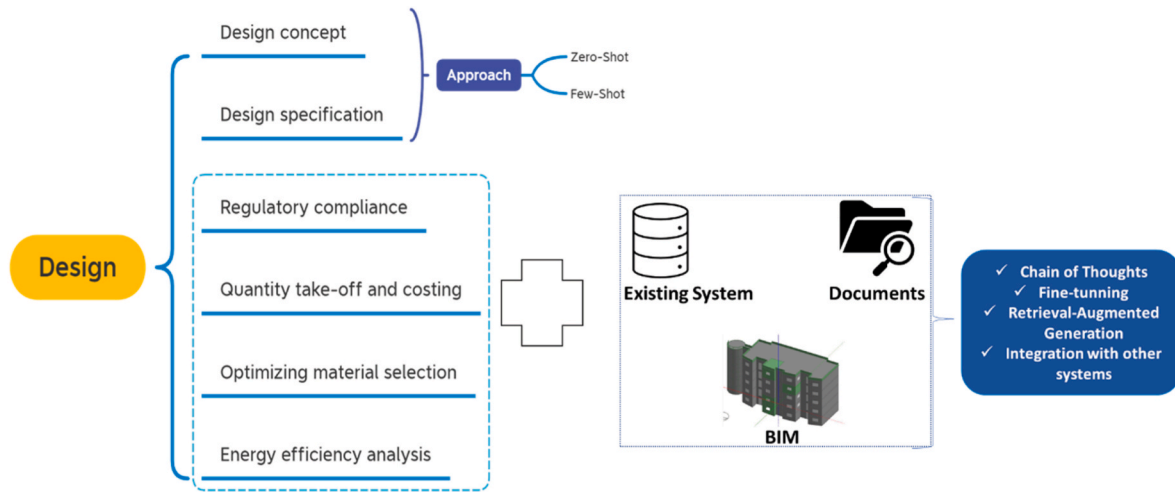 Design
Design concept
Design specification
Approach
Zero-Shot
Few-Shot
Regulatory compliance
Quantity take-off and costing
Optimizing material selection
Energy efficiency analysis
Existing System
Documents
BIM
✓ Chain of Thoughts
✓ Fine-tunning
✓ Retrieval-Augmented
Generation
✓ Integration with other
systems